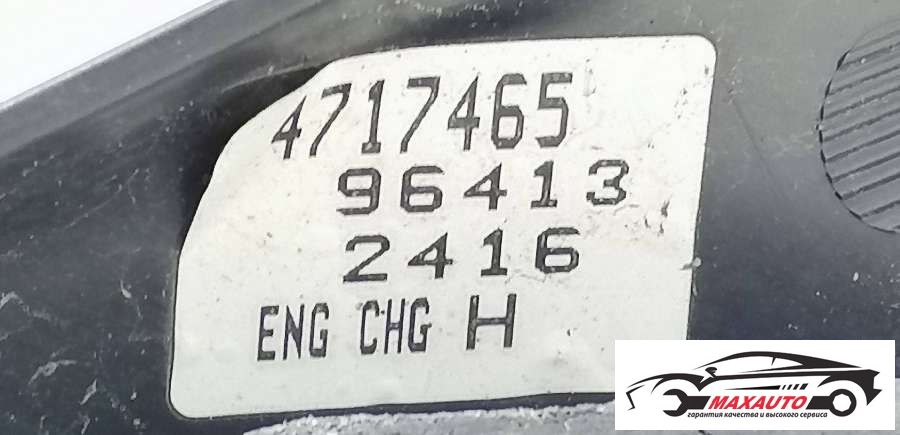 4717465
96413
2416
ENG CHG H
MAXAUTO
гарантия качества и высокого сервиса